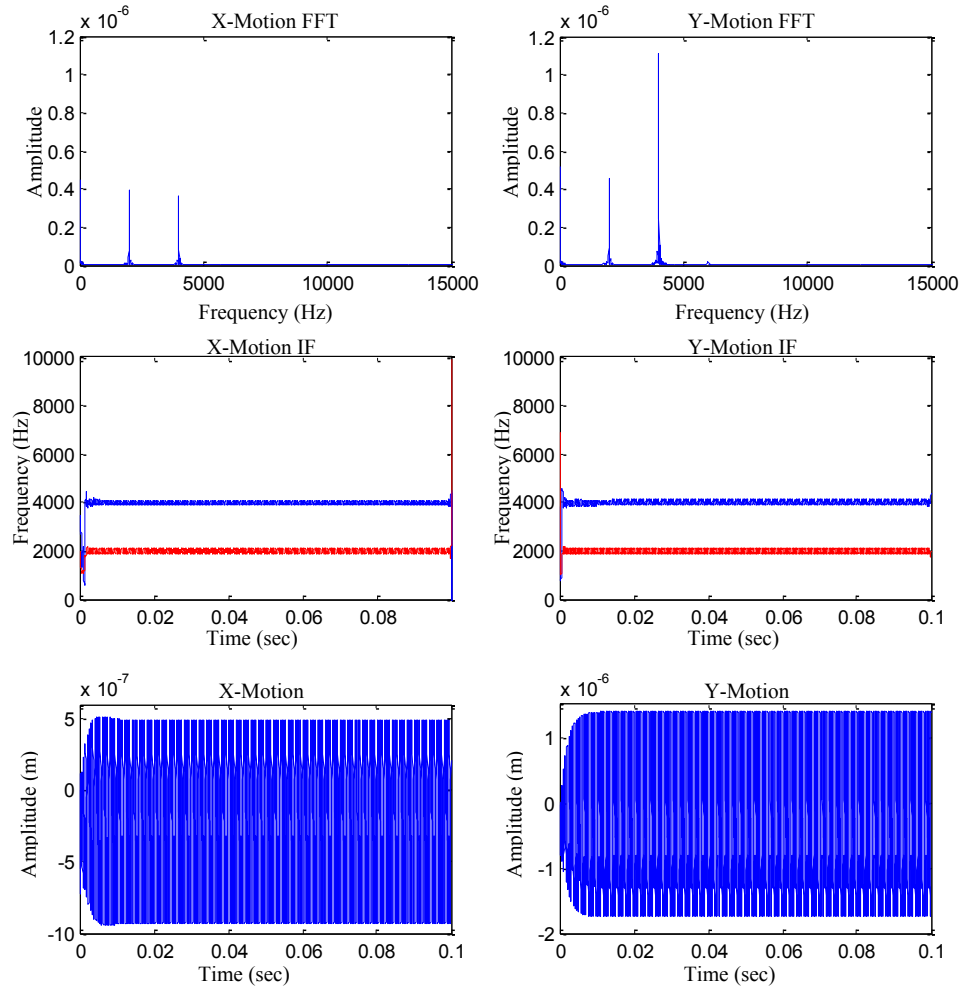 x 10^-6
X-Motion FFT
1.2
1
0.8
0.6
0.4
0.2
0
Amplitude
0 5000 10000 15000
Frequency (Hz)
x 10^-6
Y-Motion FFT
1.2
1
0.8
0.6
0.4
0.2
0
Amplitude
0 5000 10000 15000
Frequency (Hz)
X-Motion IF
10000
8000
6000
4000
2000
0
Frequency (Hz)
0 0.02 0.04 0.06 0.08
Time (sec)
Y-Motion IF
10000
8000
6000
4000
2000
0
Frequency (Hz)
0 0.02 0.04 0.06 0.08 0.1
Time (sec)
x 10^-7
X-Motion
5
0
-5
-10
Amplitude (m)
0 0.02 0.04 0.06 0.08 0.1
Time (sec)
x 10^-6
Y-Motion
1
0
-1
-2
Amplitude (m)
0 0.02 0.04 0.06 0.08 0.1
Time (sec)